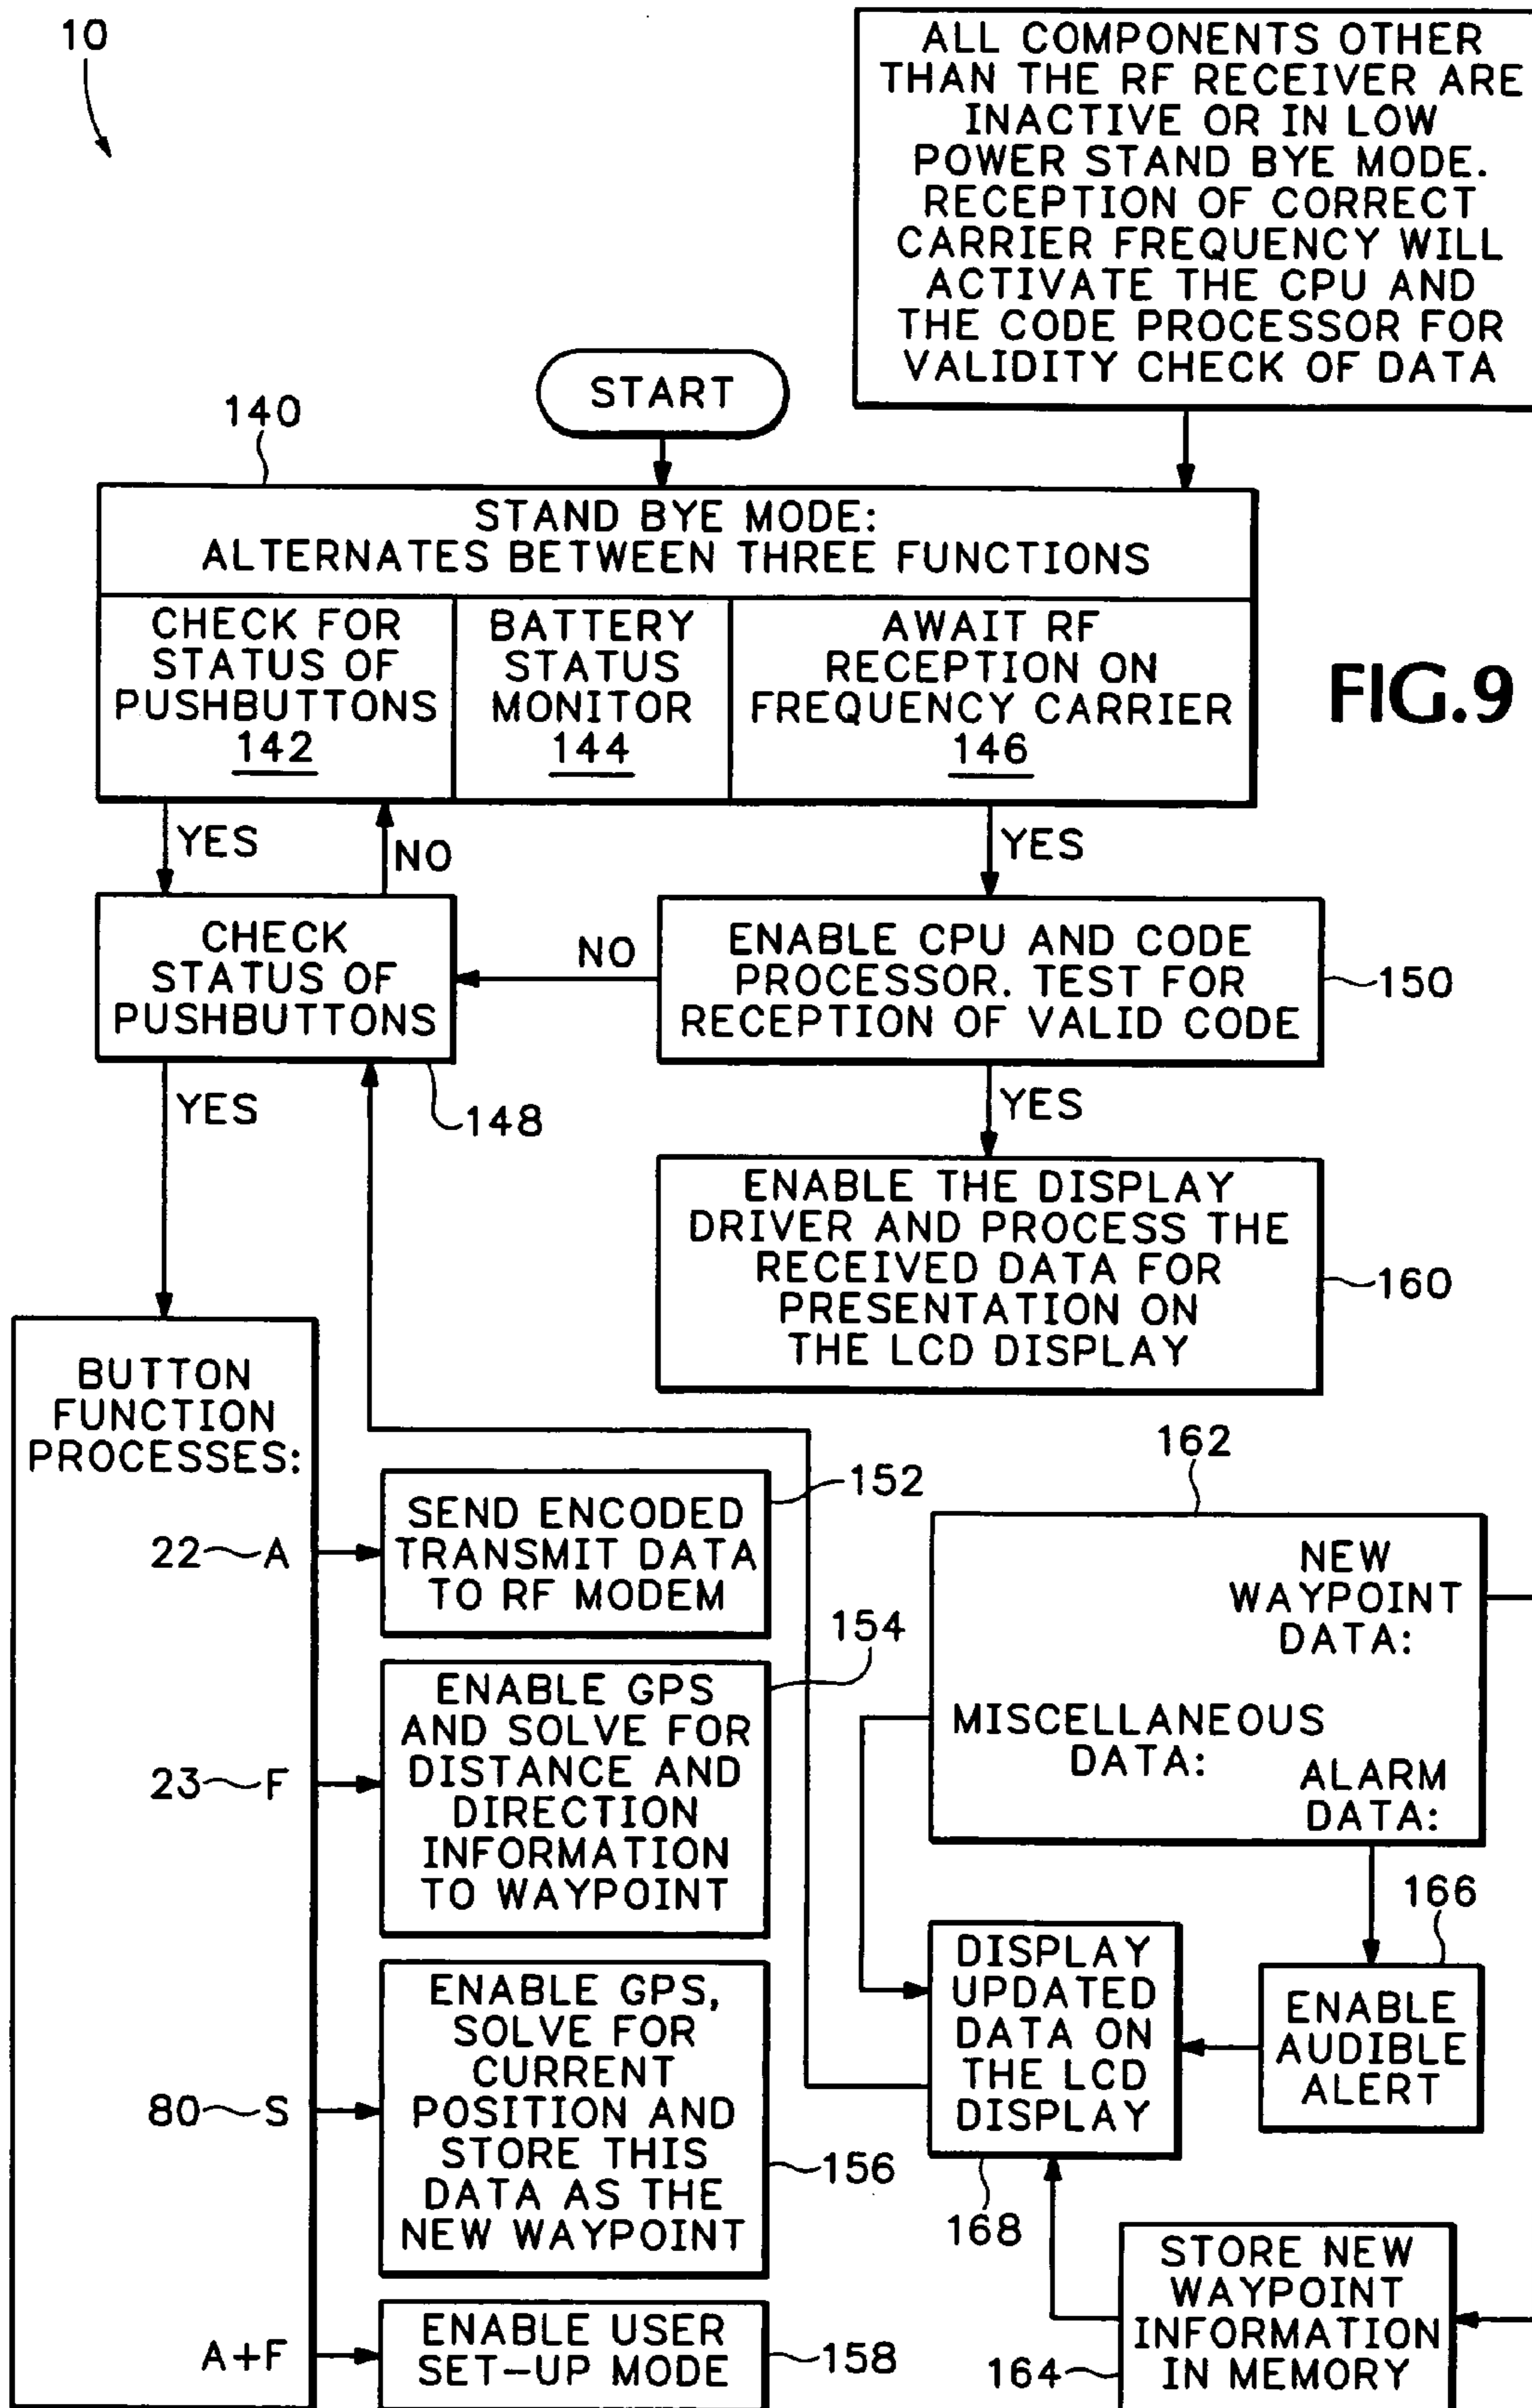 10
ALL COMPONENTS OTHER
THAN THE RF RECEIVER ARE
INACTIVE OR IN LOW
POWER STAND BYE MODE.
RECEPTION OF CORRECT
CARRIER FREQUENCY WILL
ACTIVATE THE CPU AND
THE CODE PROCESSOR FOR
VALIDITY CHECK OF DATA
START
140
STAND BYE MODE:
ALTERNATES BETWEEN THREE FUNCTIONS
CHECK FOR
STATUS OF
PUSHBUTTONS
142
BATTERY
STATUS
MONITOR
144
AWAIT RF
RECEPTION ON
FREQUENCY CARRIER
146
FIG.9
YES
NO
YES
CHECK
STATUS OF
PUSHBUTTONS
148
NO
ENABLE CPU AND CODE
PROCESSOR. TEST FOR
RECEPTION OF VALID CODE
150
YES
YES
ENABLE THE DISPLAY
DRIVER AND PROCESS THE
RECEIVED DATA FOR
PRESENTATION ON
THE LCD DISPLAY
160
BUTTON
FUNCTION
PROCESSES:
22 A
SEND ENCODED
TRANSMIT DATA
TO RF MODEM
152
23 F
ENABLE GPS
AND SOLVE FOR
DISTANCE AND
DIRECTION
INFORMATION
TO WAYPOINT
154
80 S
ENABLE GPS,
SOLVE FOR
CURRENT
POSITION AND
STORE THIS
DATA AS THE
NEW WAYPOINT
156
A+F
ENABLE USER
SET-UP MODE
158
162
NEW
WAYPOINT
DATA:
MISCELLANEOUS
DATA:
ALARM
DATA:
166
ENABLE
AUDIBLE
ALERT
DISPLAY
UPDATED
DATA ON
THE LCD
DISPLAY
168
STORE NEW
WAYPOINT
INFORMATION
IN MEMORY
164